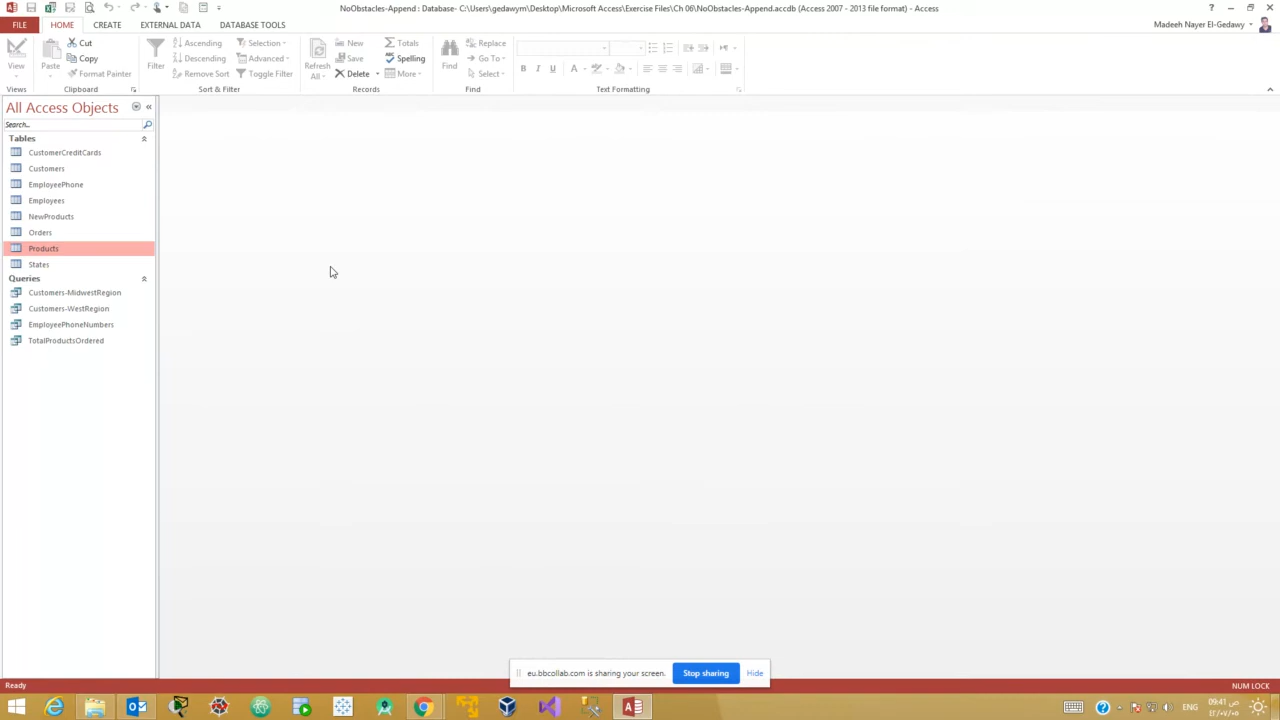 NoObstacles-Append : Database- C:\Users\gedawym\Desktop\Microsoft Access\Exercise Files\Ch 06\NoObstacles-Append.accdb (Access 2007 - 2013 file format) - Access
FILE HOME CREATE EXTERNAL DATA DATABASE TOOLS
Madeeh Nayer El-Gedawy
View
Views
Paste
Cut
Copy
Format Painter
Clipboard
Filter
Ascending
Descending
Remove Sort
Selection
Advanced
Toggle Filter
Sort & Filter
Refresh All
New
Save
Delete
Totals
Spelling
More
Records
Find
Replace
Go To
Select
Find
B I U A
Text Formatting
All Access Objects
Search...
Tables
CustomerCreditCards
Customers
EmployeePhone
Employees
NewProducts
Orders
Products
States
Queries
Customers-MidwestRegion
Customers-WestRegion
EmployeePhoneNumbers
TotalProductsOrdered
eu.bbcollab.com is sharing your screen. Stop sharing Hide
Ready
NUM LOCK
ENG
09:41 ص